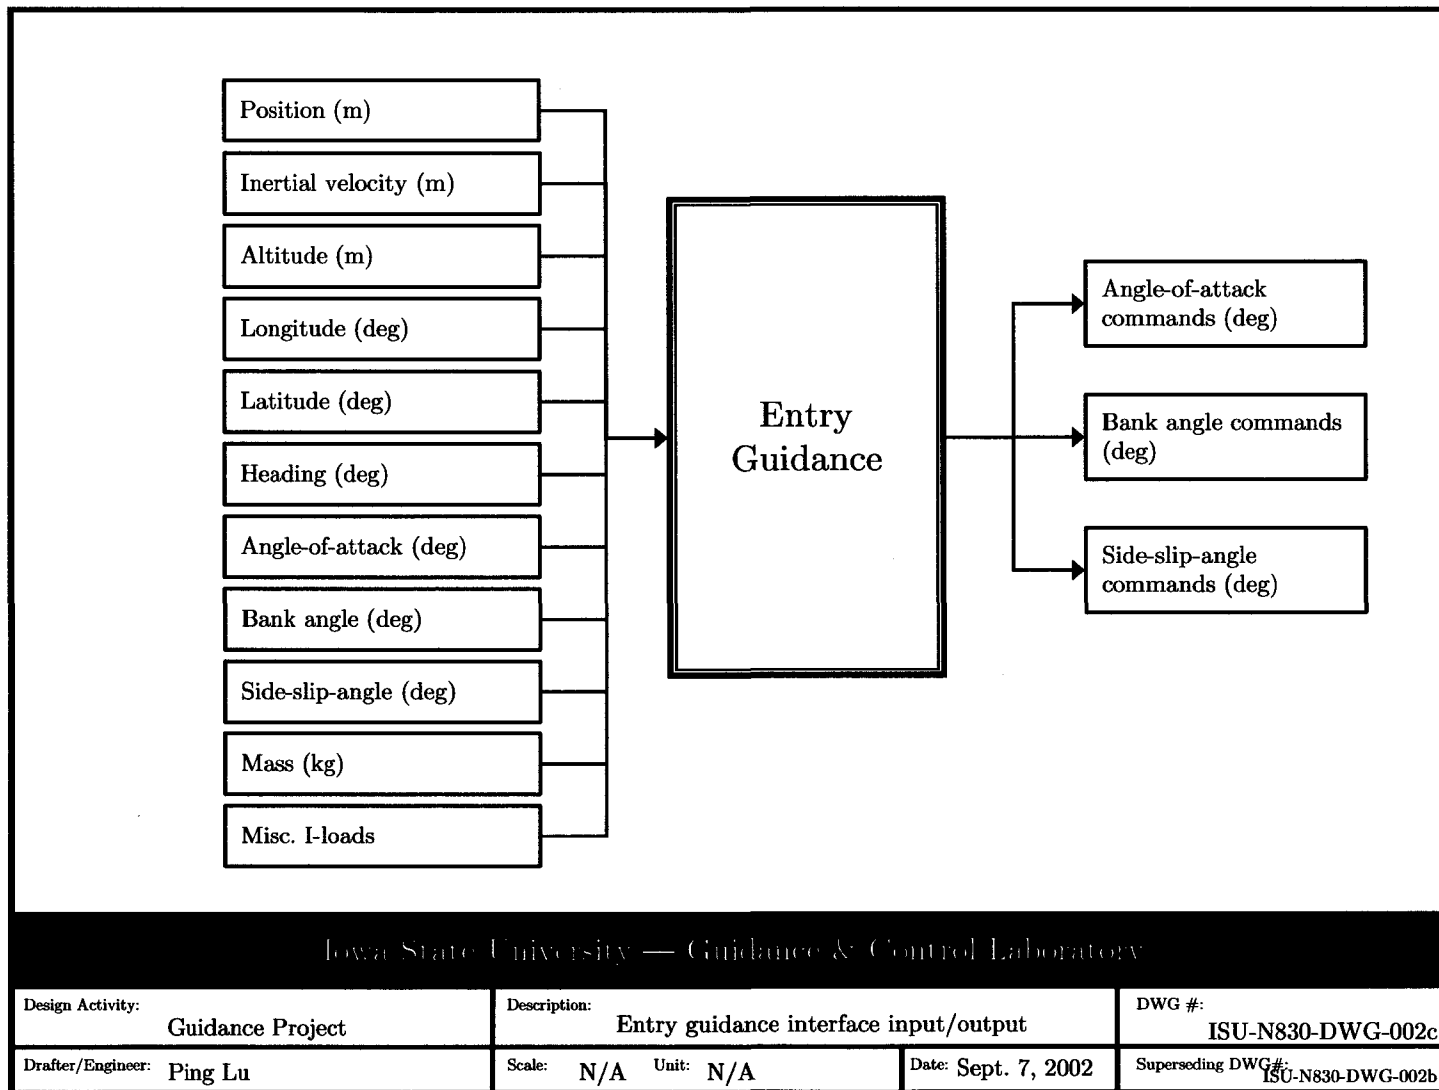 Position (m)
Inertial velocity (m)
Altitude (m)
Longitude (deg)
Latitude (deg)
Heading (deg)
Angle-of-attack (deg)
Bank angle (deg)
Side-slip-angle (deg)
Mass (kg)
Misc. I-loads
Entry
Guidance
Angle-of-attack
commands (deg)
Bank angle commands
(deg)
Side-slip-angle
commands (deg)
Iowa State University — Guidance & Control Laboratory
Design Activity:
Guidance Project
Description:
Entry guidance interface input/output
DWG #:
ISU-N830-DWG-002c
Drafter/Engineer: Ping Lu
Scale: N/A Unit: N/A
Date: Sept. 7, 2002
Superseding DWG#:
ISU-N830-DWG-002b